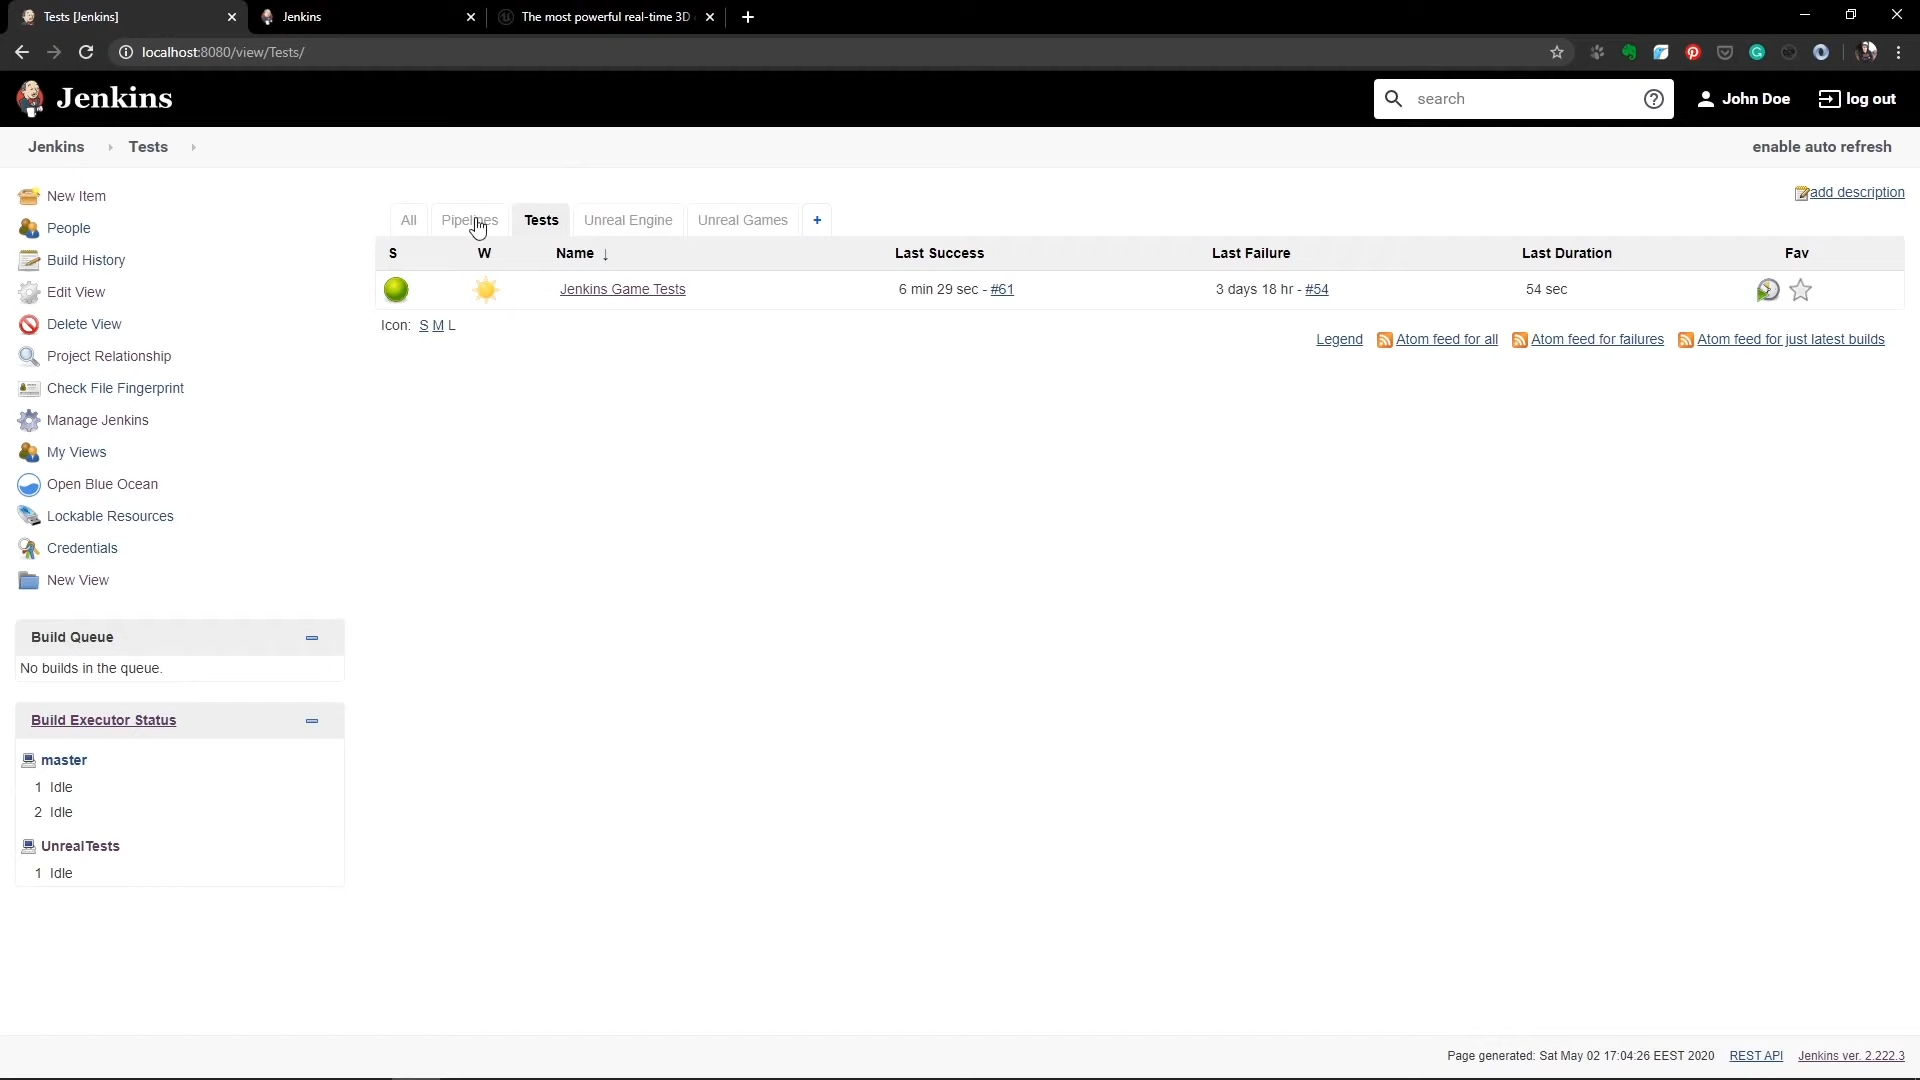 Tests [Jenkins]
Jenkins
The most powerful real-time 3D
localhost:8080/view/Tests/
Jenkins
search
John Doe
log out
Jenkins
Tests
enable auto refresh
New Item
People
Build History
Edit View
Delete View
Project Relationship
Check File Fingerprint
Manage Jenkins
My Views
Open Blue Ocean
Lockable Resources
Credentials
New View
add description
All Pipelines Tests Unreal Engine Unreal Games +
S W Name ↓ Last Success Last Failure Last Duration Fav
Jenkins Game Tests 6 min 29 sec - #61 3 days 18 hr - #54 54 sec
Icon: S M L
Legend Atom feed for all Atom feed for failures Atom feed for just latest builds
Build Queue
No builds in the queue.
Build Executor Status
master
1 Idle
2 Idle
UnrealTests
1 Idle
Page generated: Sat May 02 17:04:26 EEST 2020 REST API Jenkins ver. 2.222.3